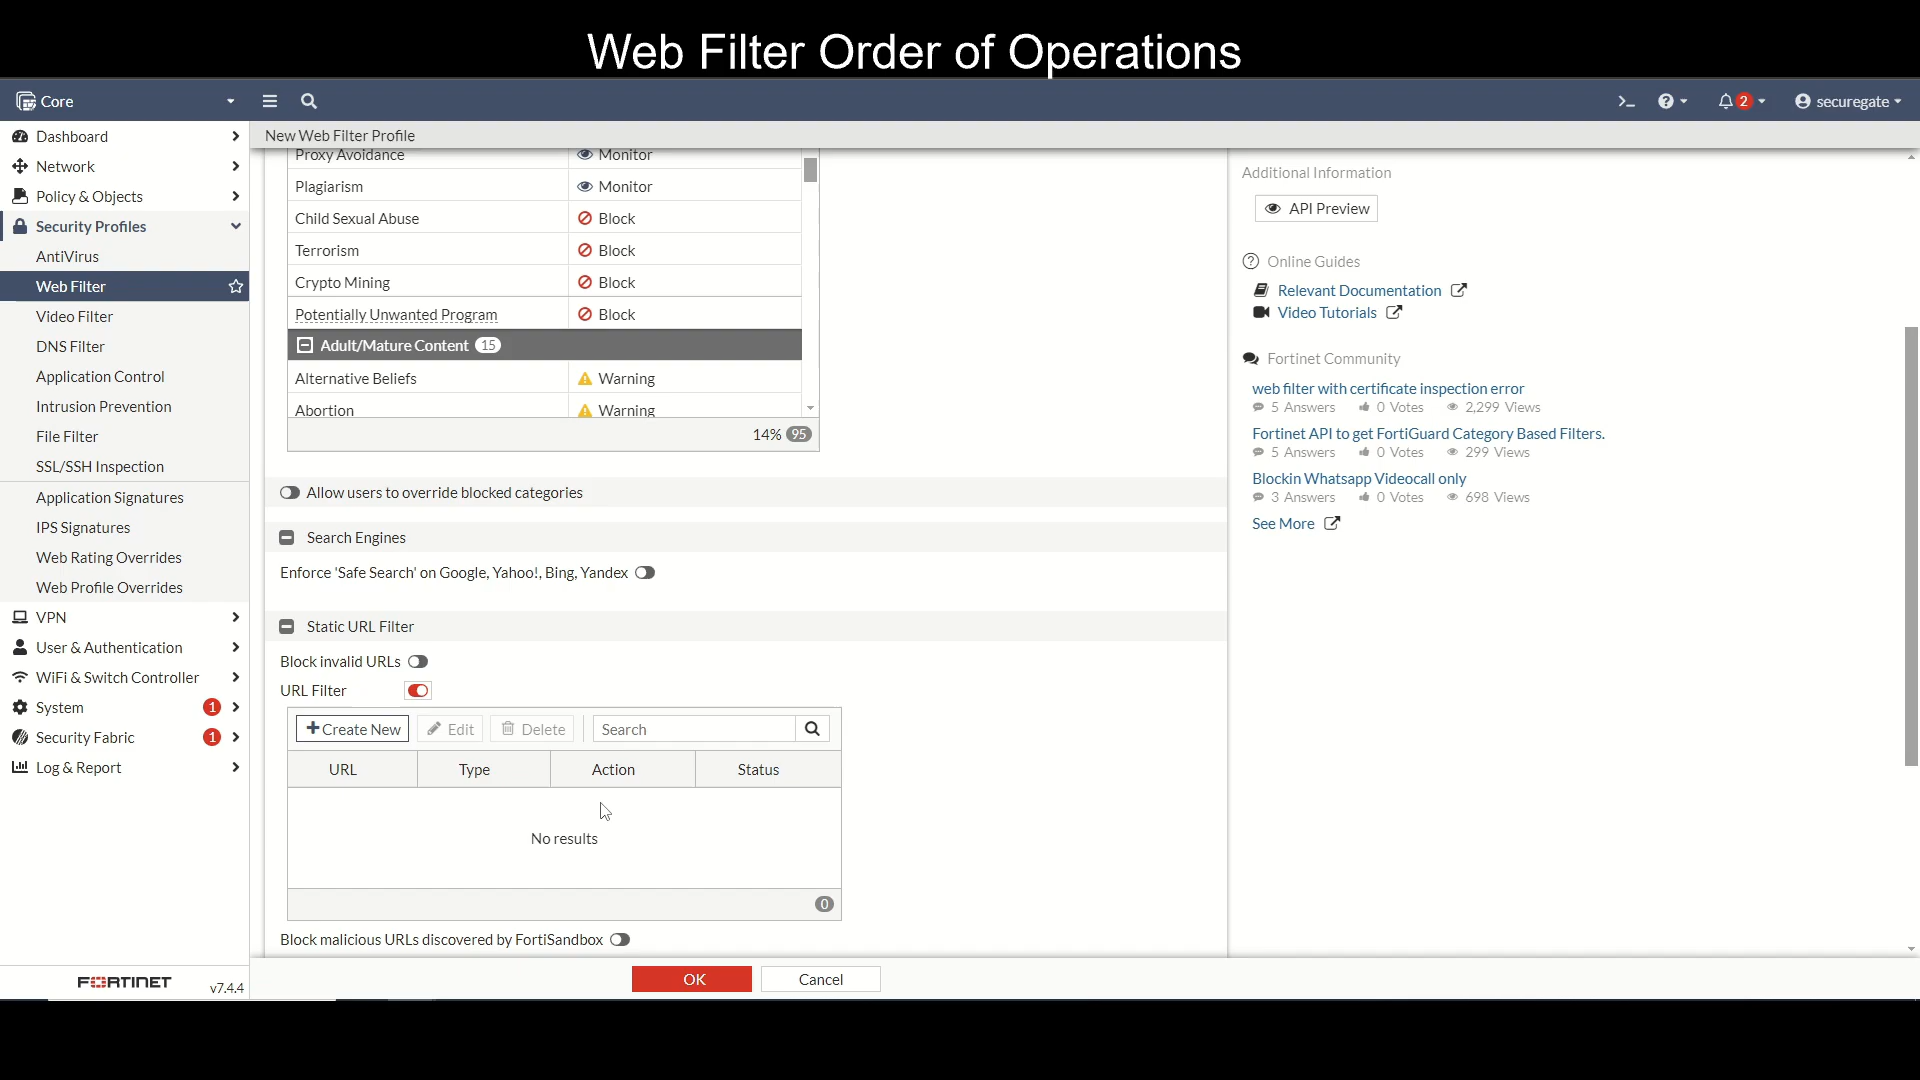 Web Filter Order of Operations
Core
2
securegate
Dashboard
Network
Policy & Objects
Security Profiles
AntiVirus
Web Filter
Video Filter
DNS Filter
Application Control
Intrusion Prevention
File Filter
SSL/SSH Inspection
Application Signatures
IPS Signatures
Web Rating Overrides
Web Profile Overrides
VPN
User & Authentication
WiFi & Switch Controller
System 1
Security Fabric 1
Log & Report
FORTINET v7.4.4
New Web Filter Profile
Proxy Avoidance Monitor
Plagiarism Monitor
Child Sexual Abuse Block
Terrorism Block
Crypto Mining Block
Potentially Unwanted Program Block
Adult/Mature Content 15
Alternative Beliefs Warning
Abortion Warning
14% 95
Allow users to override blocked categories
Search Engines
Enforce 'Safe Search' on Google, Yahoo!, Bing, Yandex
Static URL Filter
Block invalid URLs
URL Filter
+Create New Edit Delete Search
URL Type Action Status
No results
0
Block malicious URLs discovered by FortiSandbox
OK Cancel
Additional Information
API Preview
Online Guides
Relevant Documentation
Video Tutorials
Fortinet Community
web filter with certificate inspection error
5 Answers 0 Votes 2,299 Views
Fortinet API to get FortiGuard Category Based Filters.
5 Answers 0 Votes 299 Views
Blockin Whatsapp Videocall only
3 Answers 0 Votes 698 Views
See More